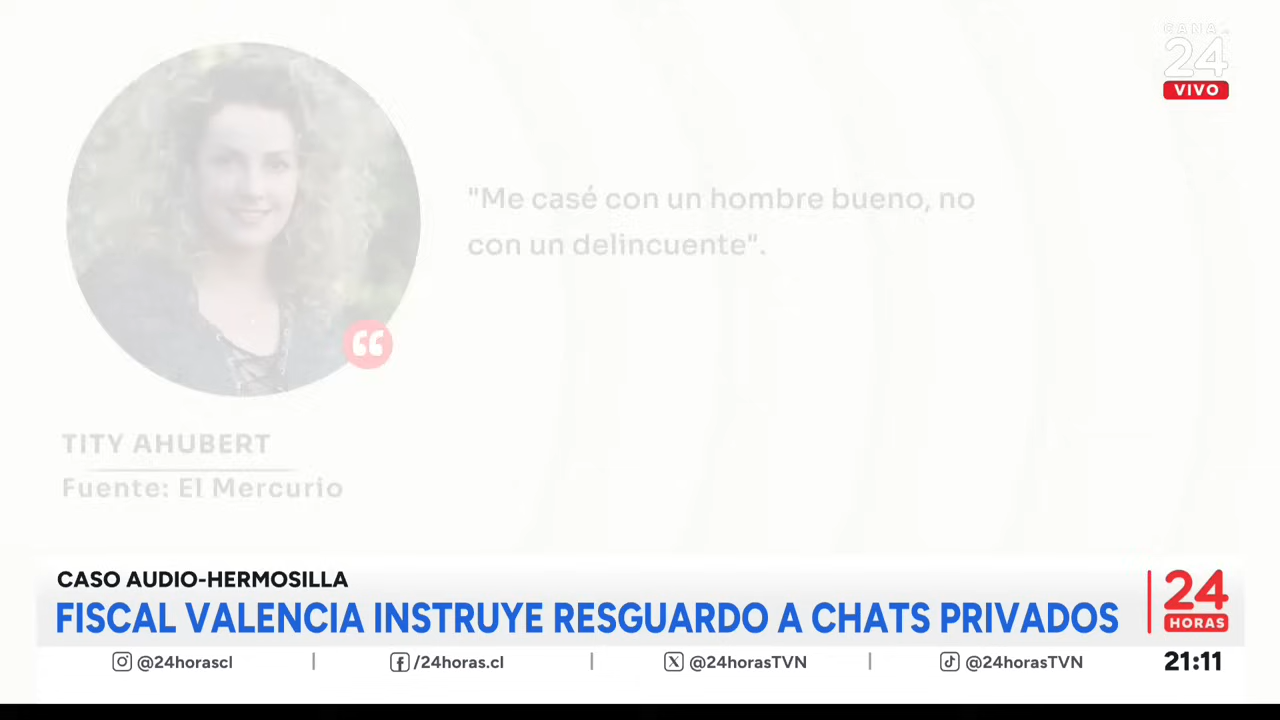 CANAL
24
VIVO
"Me casé con un hombre bueno, no
con un delincuente".
TITY AHUBERT
Fuente: El Mercurio
CASO AUDIO-HERMOSILLA
FISCAL VALENCIA INSTRUYE RESGUARDO A CHATS PRIVADOS
24
HORAS
@24horascl | /24horas.cl | @24horasTVN | @24horasTVN
21:11